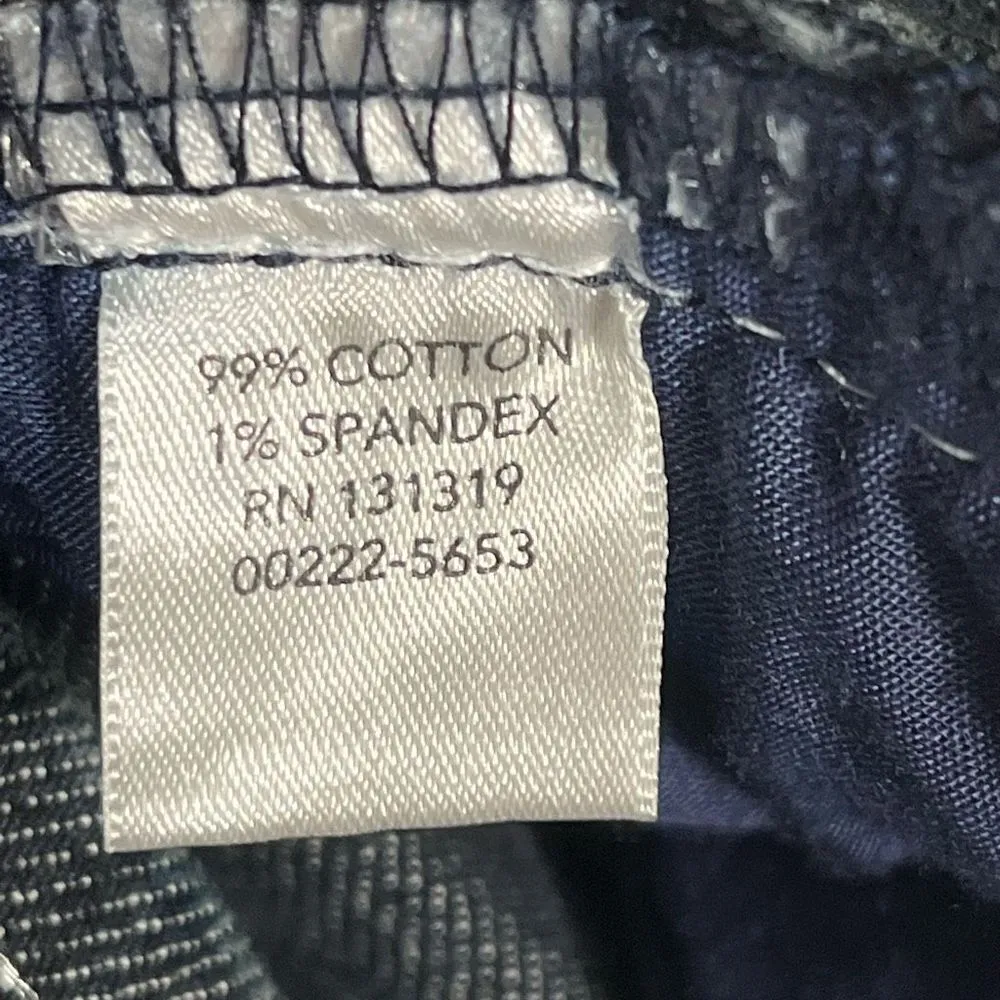 99% COTTON
1% SPANDEX
RN 131319
00222-5653